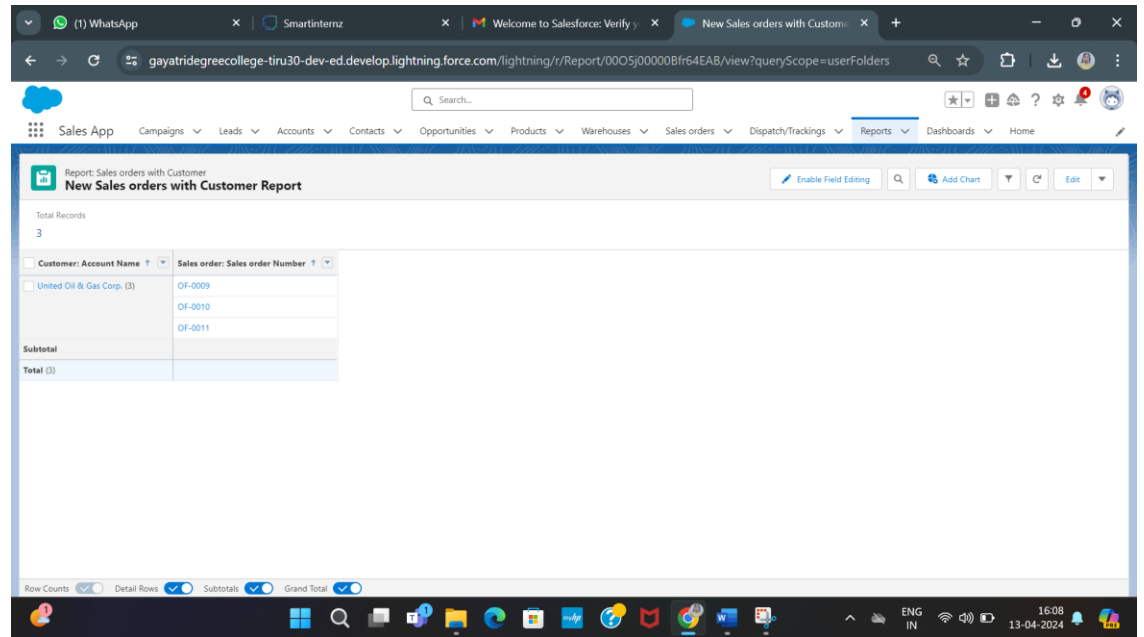 (1) WhatsApp
Smartinternz
Welcome to Salesforce: Verify y
New Sales orders with Custome
gayatridegreecollege-tiru30-dev-ed.develop.lightning.force.com/lightning/r/Report/00O5j00000Bfr64EAB/view?queryScope=userFolders
Search...
Sales App Campaigns Leads Accounts Contacts Opportunities Products Warehouses Sales orders Dispatch/Trackings Reports Dashboards Home
Report: Sales orders with Customer
New Sales orders with Customer Report
Enable Field Editing Add Chart Edit
Total Records
3
Customer: Account Name ↑ Sales order: Sales order Number ↑
United Oil & Gas Corp. (3) OF-0009
OF-0010
OF-0011
Subtotal
Total (3)
Row Counts Detail Rows Subtotals Grand Total
ENG
IN
16:08
13-04-2024